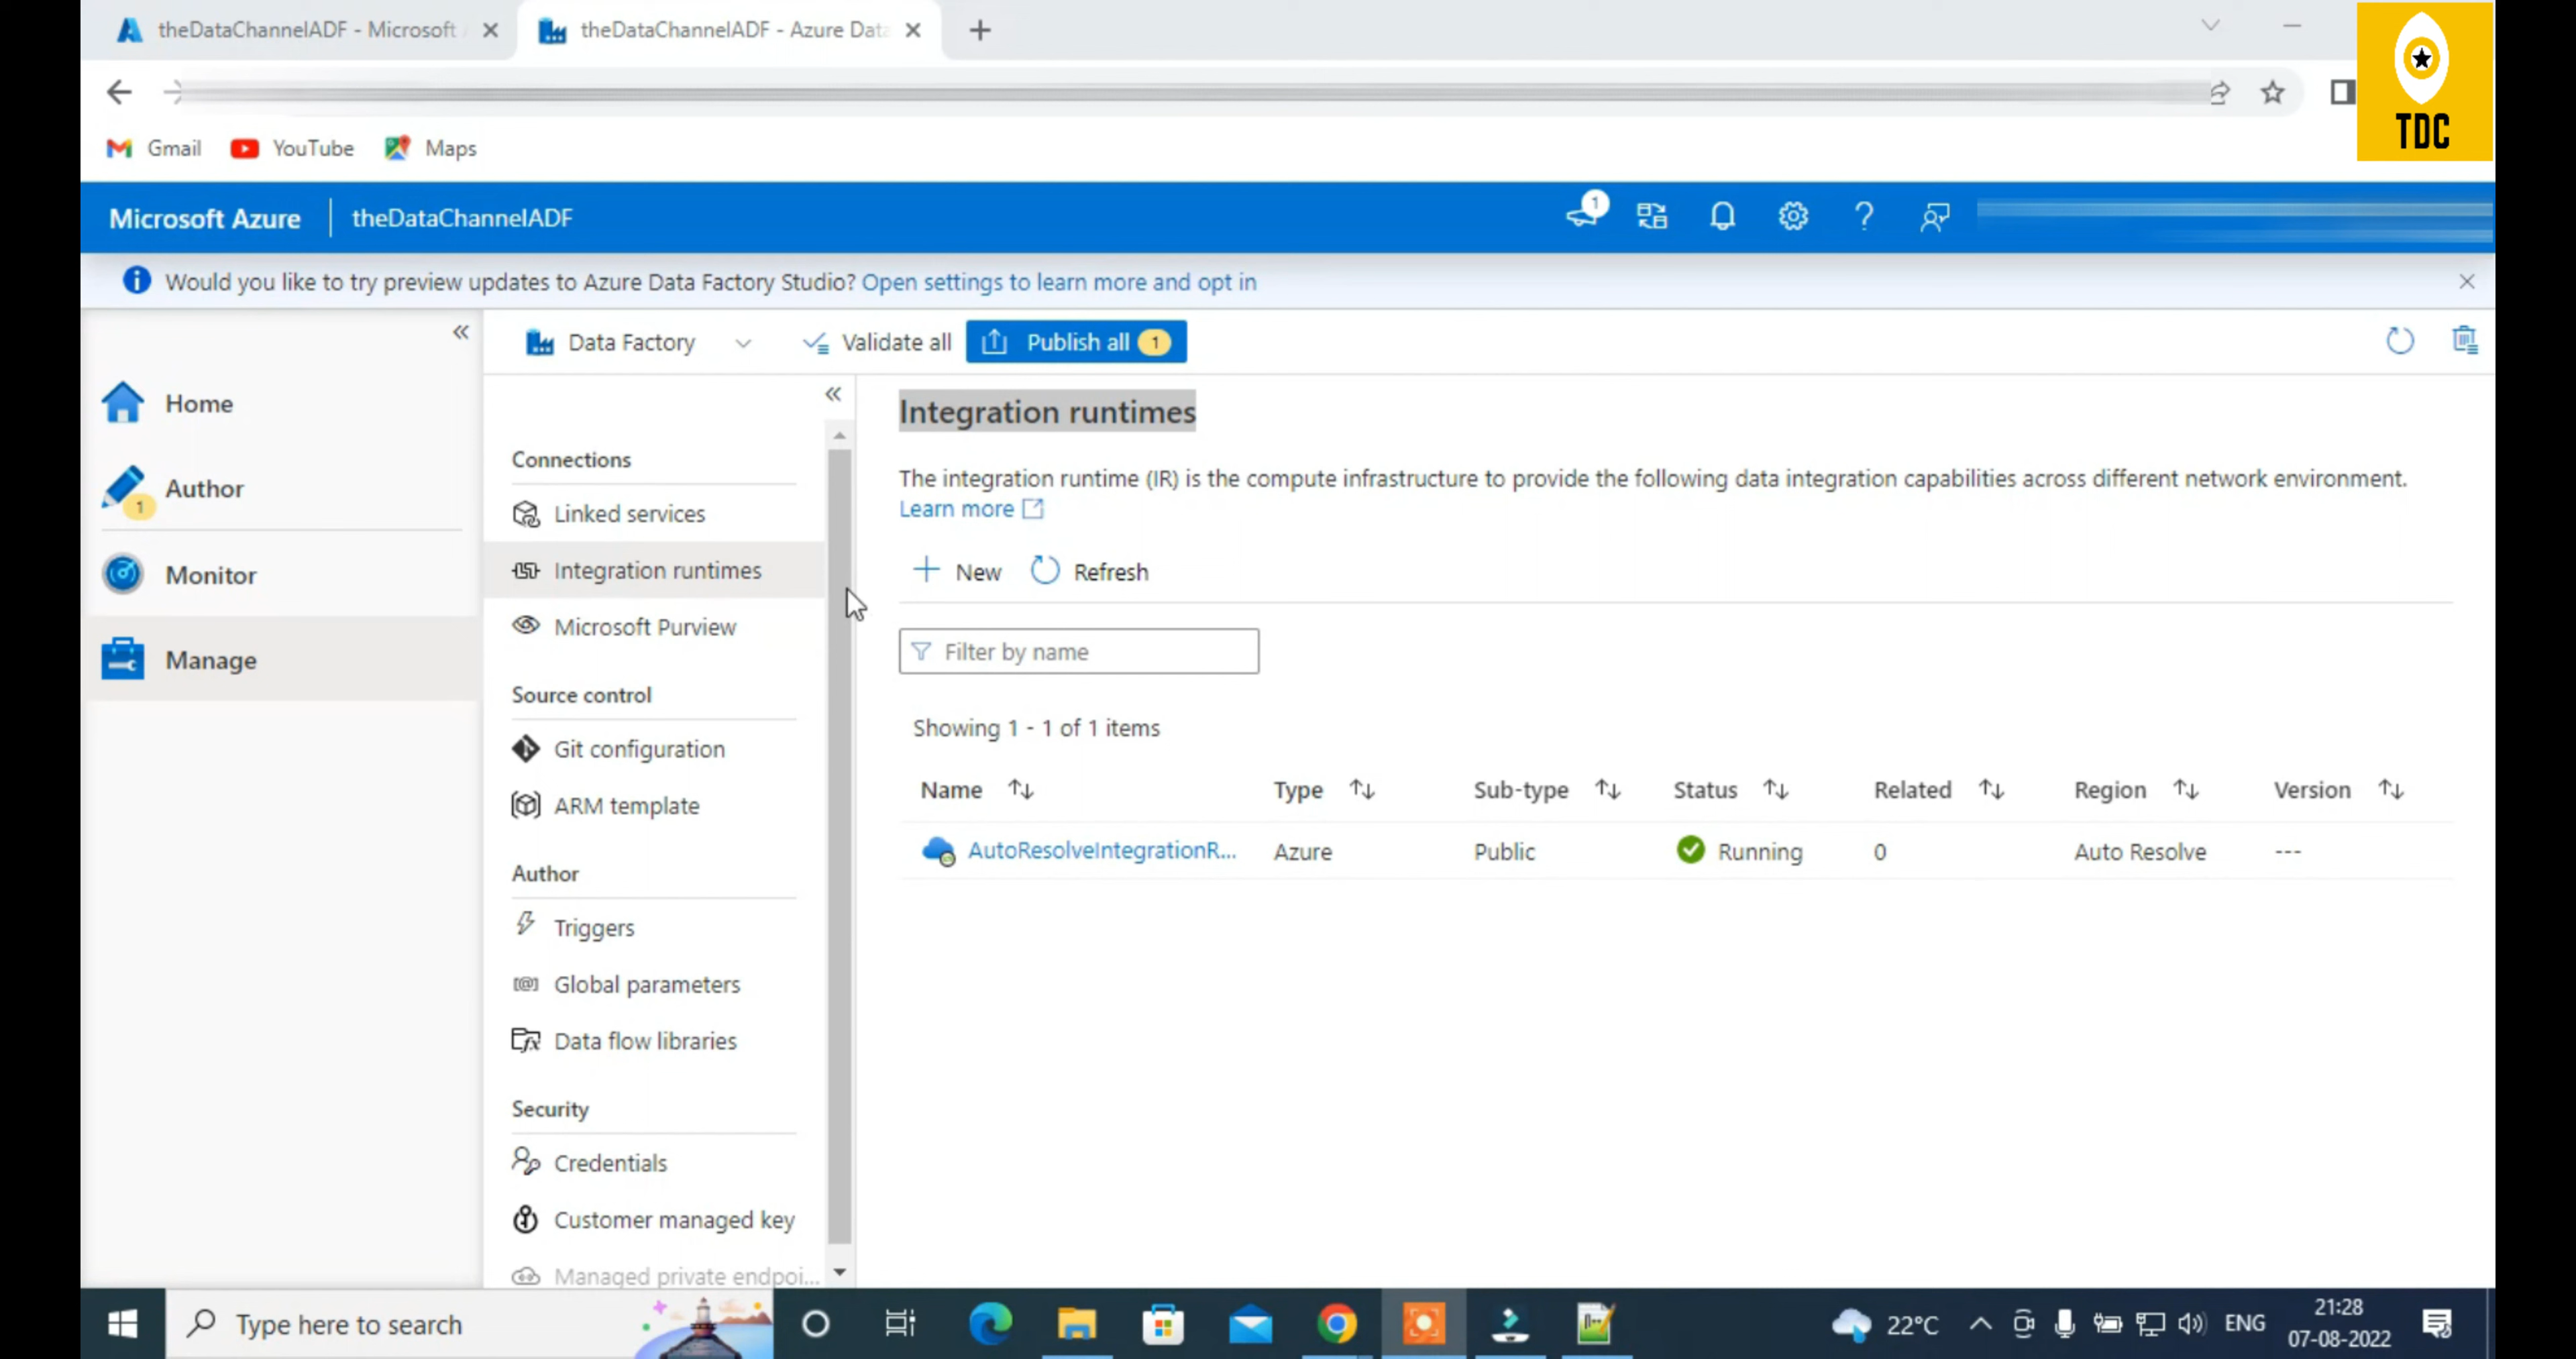 theDataChannelADF - Microsoft
theDataChannelADF - Azure Data
TDC
Gmail
YouTube
Maps
Microsoft Azure
theDataChannelADF
1
Would you like to try preview updates to Azure Data Factory Studio? Open settings to learn more and opt in
Data Factory
Validate all
Publish all 1
Home
Author
1
Monitor
Manage
Connections
Linked services
Integration runtimes
Microsoft Purview
Source control
Git configuration
ARM template
Author
Triggers
Global parameters
Data flow libraries
Security
Credentials
Customer managed key
Managed private endpoi...
Integration runtimes
The integration runtime (IR) is the compute infrastructure to provide the following data integration capabilities across different network environment.
Learn more
New
Refresh
Filter by name
Showing 1 - 1 of 1 items
Name Type Sub-type Status Related Region Version
AutoResolveIntegrationR... Azure Public Running 0 Auto Resolve ---
Type here to search
22°C
ENG
21:28
07-08-2022